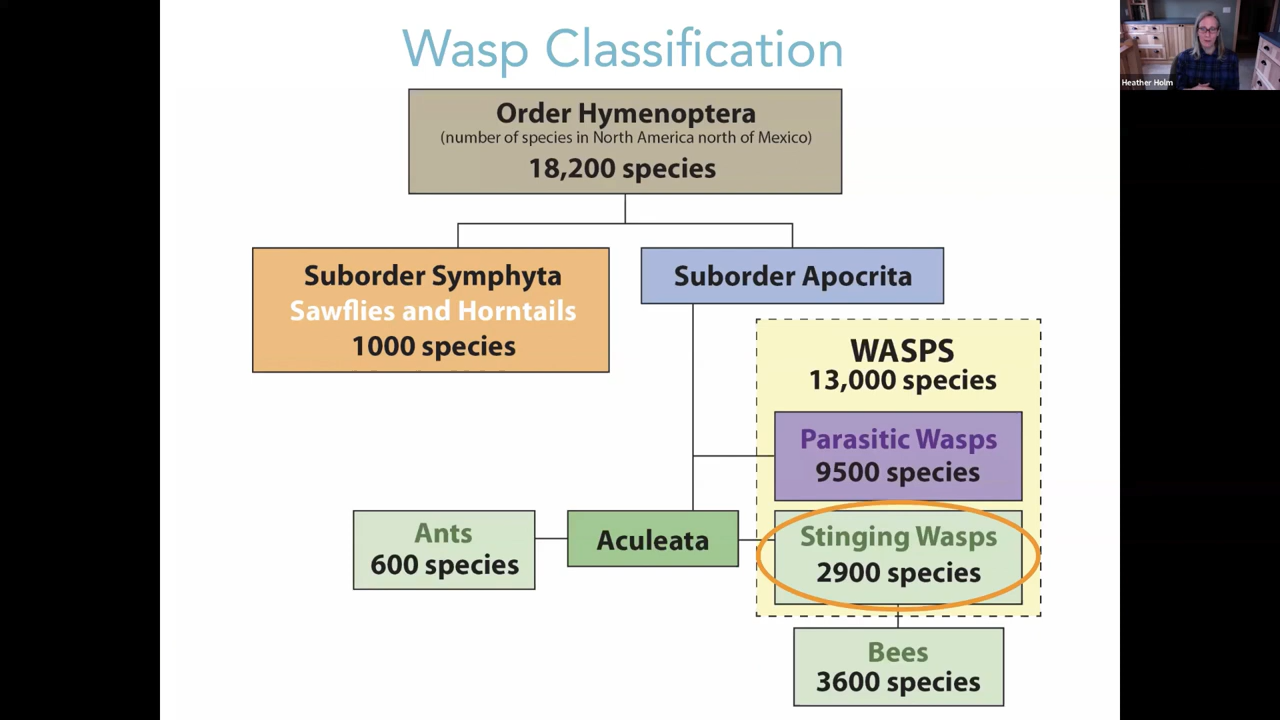 Wasp Classification
Heather Holm
Order Hymenoptera
(number of species in North America north of Mexico)
18,200 species
Suborder Symphyta
Sawflies and Horntails
1000 species
Suborder Apocrita
WASPS
13,000 species
Parasitic Wasps
9500 species
Ants
600 species
Aculeata
Stinging Wasps
2900 species
Bees
3600 species